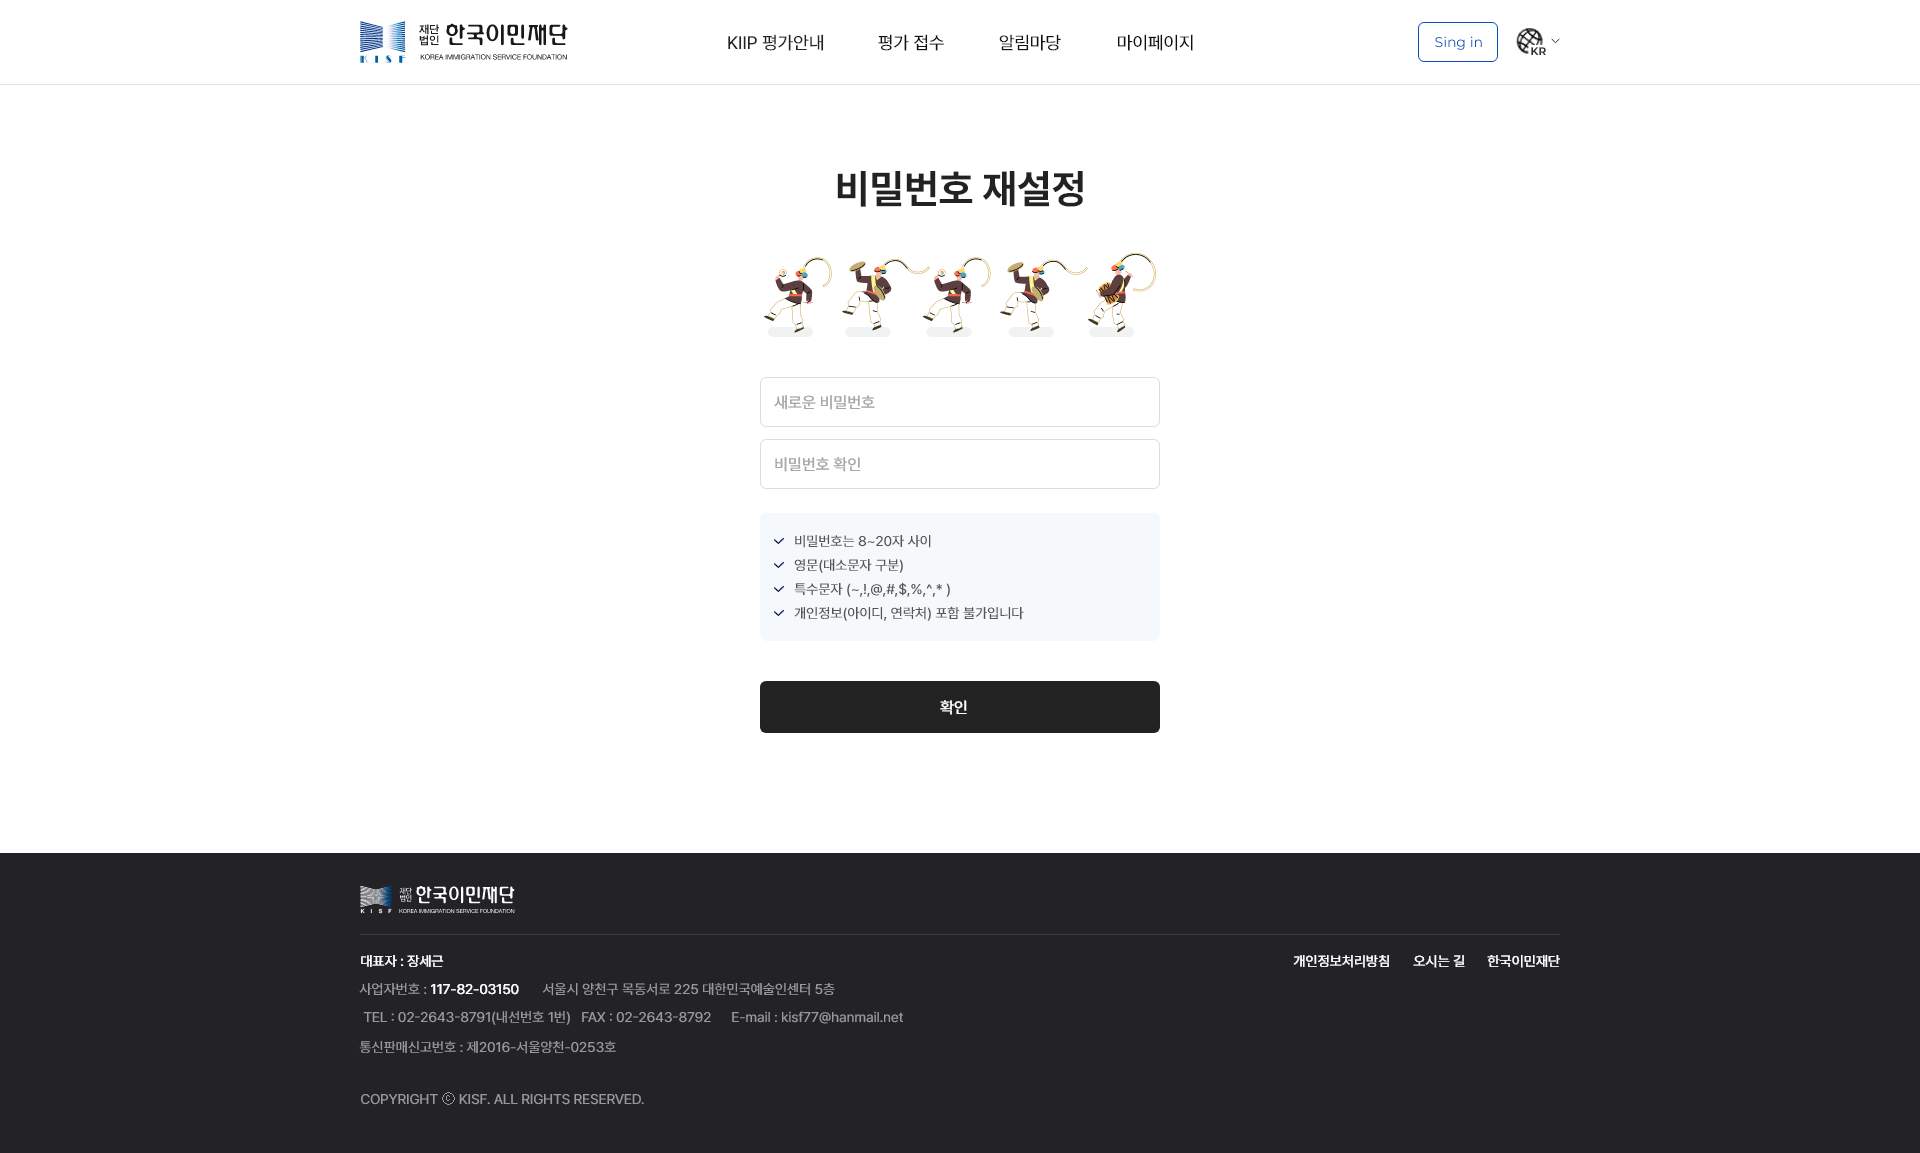 재단
법인 한국이민재단
KOREA IMMIGRATION SERVICE FOUNDATION
KISF
KIIP 평가안내 평가 접수 알림마당 마이페이지
Sing in KR
비밀번호 재설정
새로운 비밀번호
비밀번호 확인
비밀번호는 8~20자 사이
영문(대소문자 구분)
특수문자 (~,!,@,#,$,%,^,* )
개인정보(아이디, 연락처) 포함 불가입니다
확인
재단
법인 한국이민재단
KISF KOREA IMMIGRATION SERVICE FOUNDATION
대표자 : 장세근 개인정보처리방침 오시는 길 한국이민재단
사업자번호 : 117-82-03150 서울시 양천구 목동서로 225 대한민국예술인센터 5층
TEL : 02-2643-8791(내선번호 1번) FAX : 02-2643-8792 E-mail : kisf77@hanmail.net
통신판매신고번호 : 제2016-서울양천-0253호
COPYRIGHT ⓒ KISF. ALL RIGHTS RESERVED.